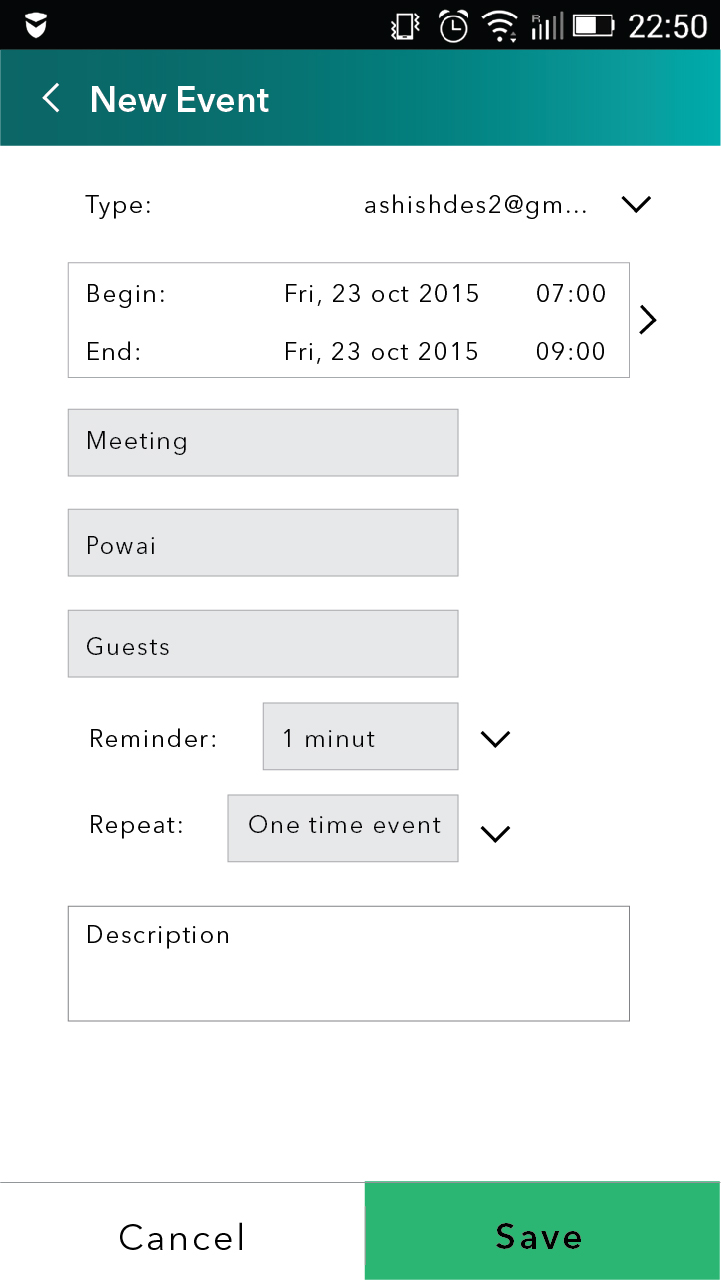 22:50
New Event
Type: ashishdes2@gm...
Begin: Fri, 23 oct 2015 07:00
End: Fri, 23 oct 2015 09:00
Meeting
Powai
Guests
Reminder: 1 minut
Repeat: One time event
Description
Cancel Save